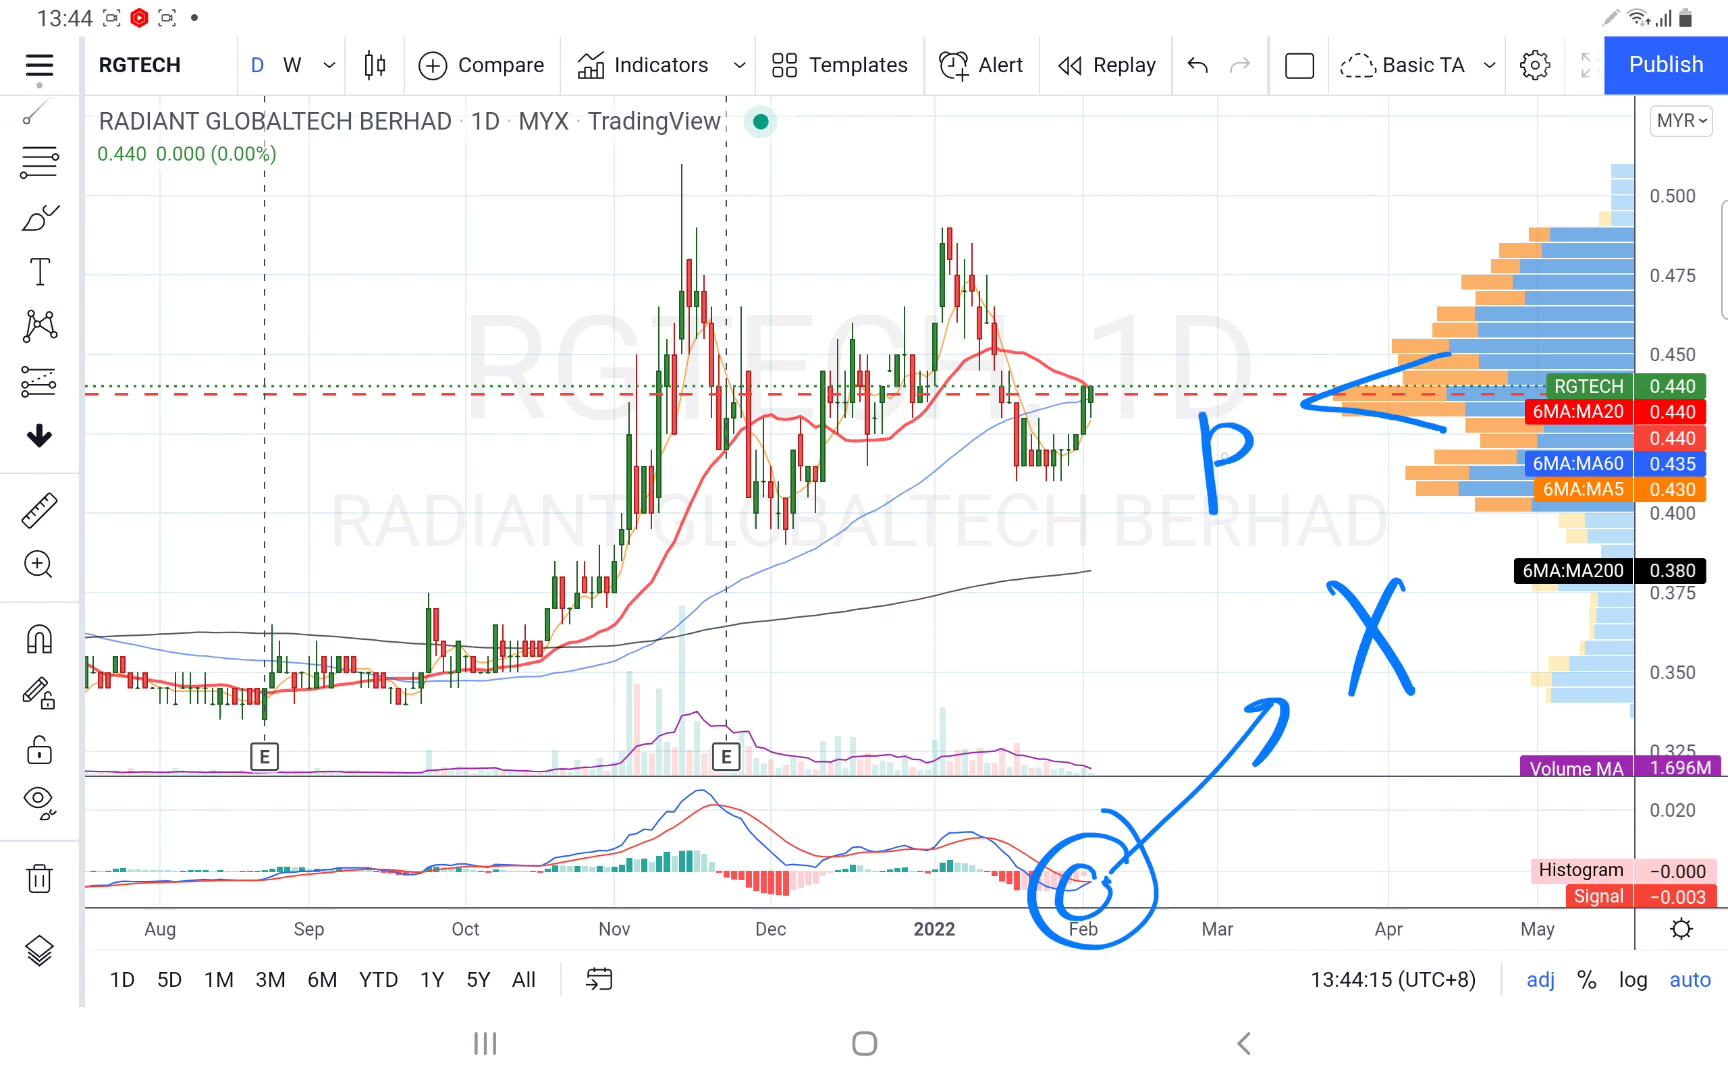 13:44
RGTECH D W Compare Indicators Templates Alert Replay Basic TA Publish
RADIANT GLOBALTECH BERHAD · 1D · MYX · TradingView
MYR
0.440 0.000 (0.00%)
0.500
0.475
0.450
RGTECH 0.440
6MA:MA20 0.440
0.440
6MA:MA60 0.435
6MA:MA5 0.430
0.400
6MA:MA200 0.380
0.375
0.350
0.325
Volume MA 1.696M
0.020
Histogram −0.000
Signal −0.003
RGTECH, 1D
RADIANT GLOBALTECH BERHAD
P
X
E E
Aug Sep Oct Nov Dec 2022 Feb Mar Apr May
1D 5D 1M 3M 6M YTD 1Y 5Y All 13:44:15 (UTC+8) adj % log auto